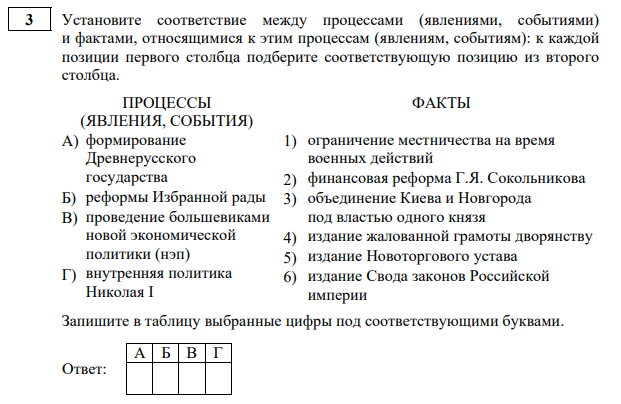 3
Установите соответствие между процессами (явлениями, событиями)
и фактами, относящимися к этим процессам (явлениям, событиям): к каждой
позиции первого столбца подберите соответствующую позицию из второго
столбца.
ПРОЦЕССЫ
(ЯВЛЕНИЯ, СОБЫТИЯ)
А) формирование
Древнерусского
государства
Б) реформы Избранной рады
В) проведение большевиками
новой экономической
политики (нэп)
Г) внутренняя политика
Николая I
ФАКТЫ
1) ограничение местничества на время
военных действий
2) финансовая реформа Г.Я. Сокольникова
3) объединение Киева и Новгорода
под властью одного князя
4) издание жалованной грамоты дворянству
5) издание Новоторгового устава
6) издание Свода законов Российской
империи
Запишите в таблицу выбранные цифры под соответствующими буквами.
Ответ:
А Б В Г